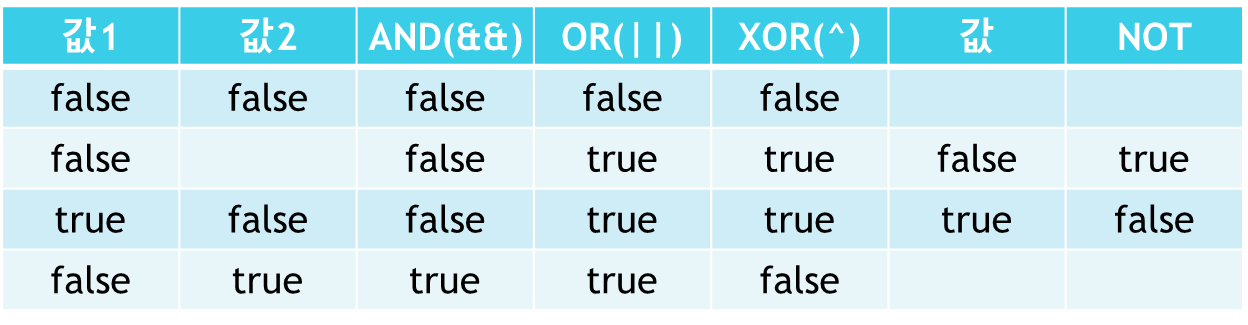 값1 값2 AND(&&) OR(||) XOR(^) 값 NOT
false false false false false
false false true true false true
true false false true true true false
false true true true false